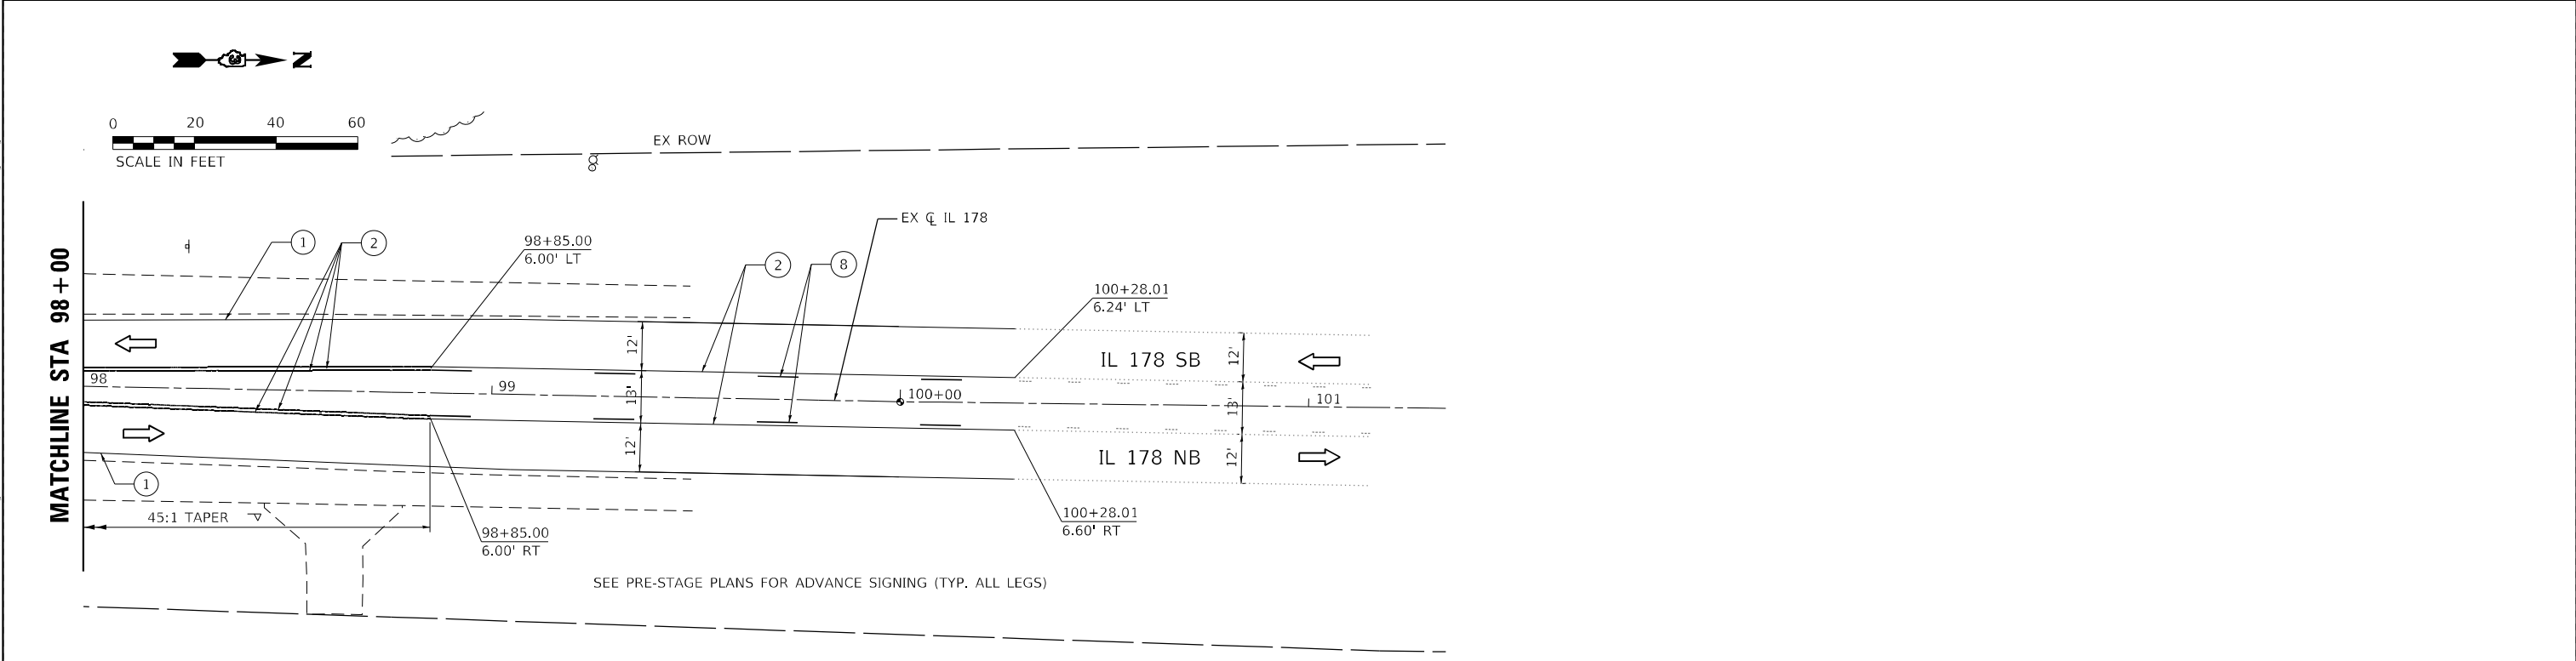 N
0 20 40 60
SCALE IN FEET
EX ROW
MATCHLINE STA 98+00
1
2
98+85.00
6.00' LT
2
8
EX ℄ IL 178
100+28.01
6.24' LT
12'
IL 178 SB
12'
98
99
13'
100+00
13'
101
12'
IL 178 NB
12'
1
45:1 TAPER
98+85.00
6.00' RT
100+28.01
6.60' RT
SEE PRE-STAGE PLANS FOR ADVANCE SIGNING (TYP. ALL LEGS)